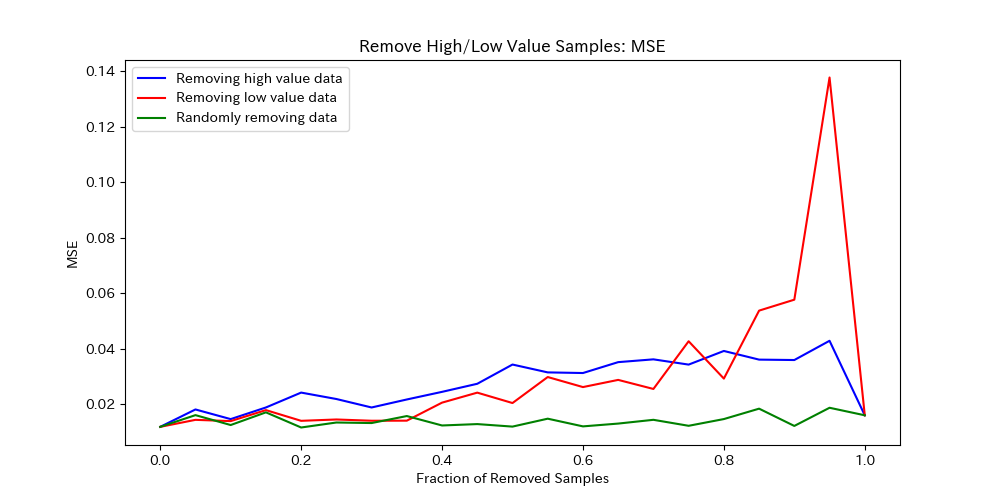 Remove High/Low Value Samples: MSE
Removing high value data
Removing low value data
Randomly removing data
MSE
0.14
0.12
0.10
0.08
0.06
0.04
0.02
0.0
0.2
0.4
0.6
0.8
1.0
Fraction of Removed Samples